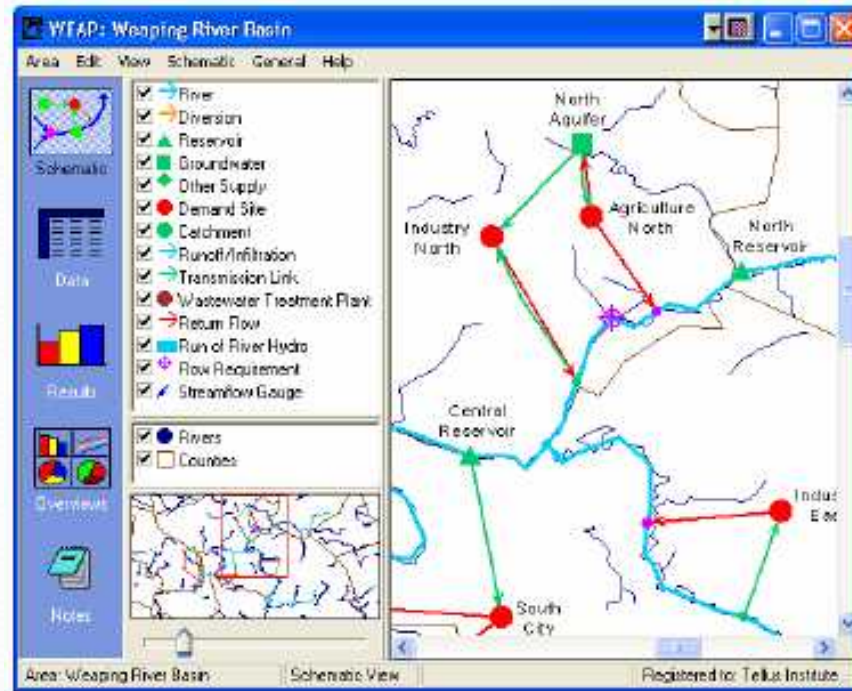 WEAP: Weaping River Basin
Area Edit View Schematic General Help
Schematic
Data
Results
Overviews
Notes
River
Diversion
Reservoir
Groundwater
Other Supply
Demand Site
Catchment
Runoff/Infiltration
Transmission Link
Wastewater Treatment Plant
Return Flow
Run of River Hydro
Flow Requirement
Streamflow Gauge
Rivers
Counties
North
Aquifer
Industry
North
Agriculture
North
North
Reservoir
Central
Reservoir
Indus
Eas
South
City
Area: Weaping River Basin
Schematic View
Registered to: Tellus Institute